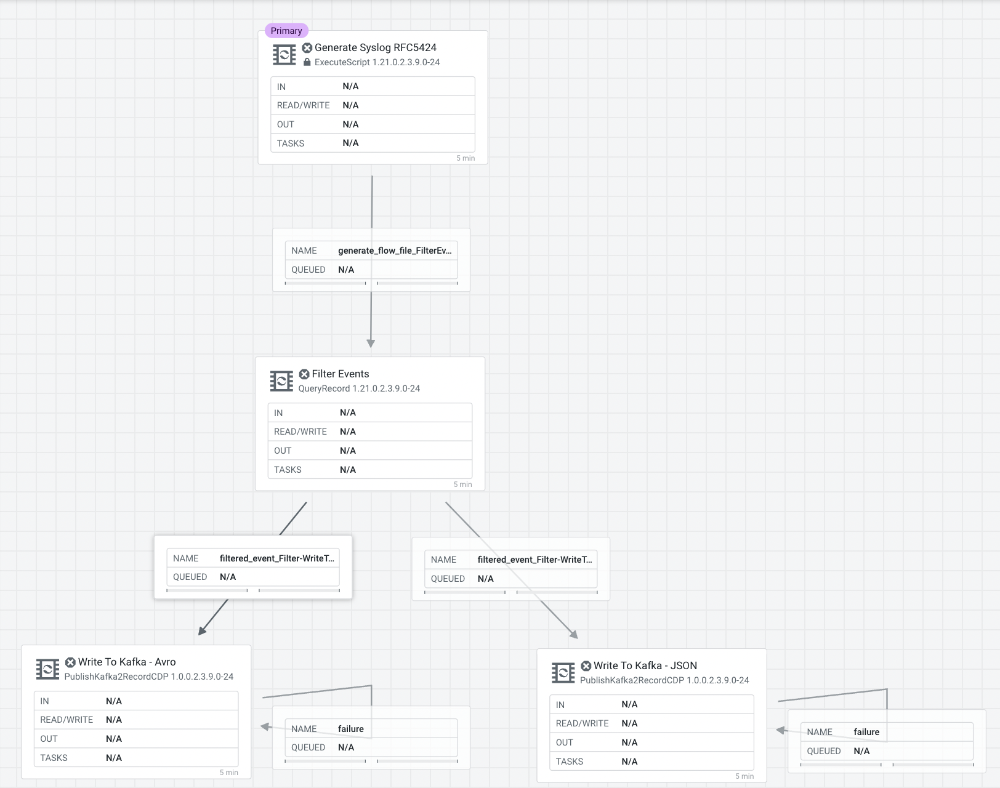 Primary
Generate Syslog RFC5424
ExecuteScript 1.21.0.2.3.9.0-24
IN N/A
READ/WRITE N/A
OUT N/A
TASKS N/A
5 min
NAME generate_flow_file_FilterEv...
QUEUED N/A
Filter Events
QueryRecord 1.21.0.2.3.9.0-24
IN N/A
READ/WRITE N/A
OUT N/A
TASKS N/A
5 min
NAME filtered_event_Filter-WriteT...
QUEUED N/A
NAME filtered_event_Filter-WriteT...
QUEUED N/A
Write To Kafka - Avro
PublishKafka2RecordCDP 1.0.0.2.3.9.0-24
IN N/A
READ/WRITE N/A
OUT N/A
TASKS N/A
5 min
NAME failure
QUEUED N/A
Write To Kafka - JSON
PublishKafka2RecordCDP 1.0.0.2.3.9.0-24
IN N/A
READ/WRITE N/A
OUT N/A
TASKS N/A
5 min
NAME failure
QUEUED N/A